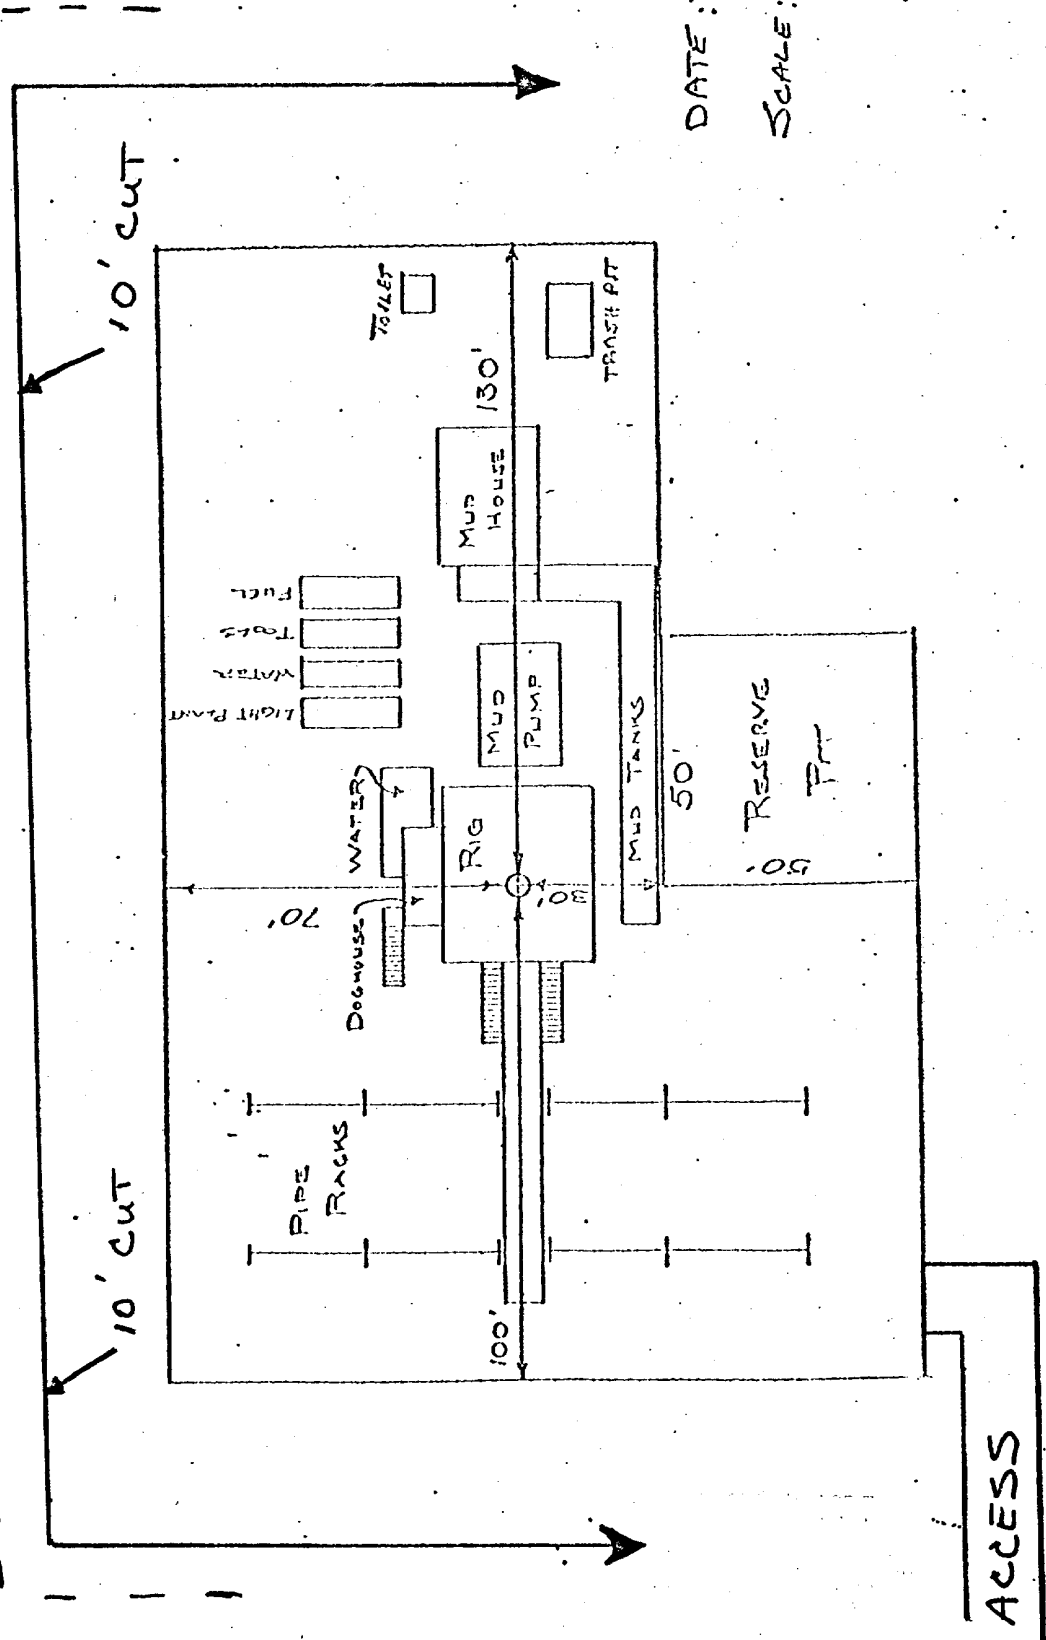 10' CUT
10' CUT
DATE:
SCALE:
TOILET
TRASH PIT
130'
MUD
HOUSE
FUEL
TOOLS
WATER
LIGHT PLANT
MUD
PUMP
MUD TANKS
50'
RESERVE
PIT
50'
WATER
DOGHOUSE
RIG
70'
30'
PIPE
RACKS
100'
ACCESS